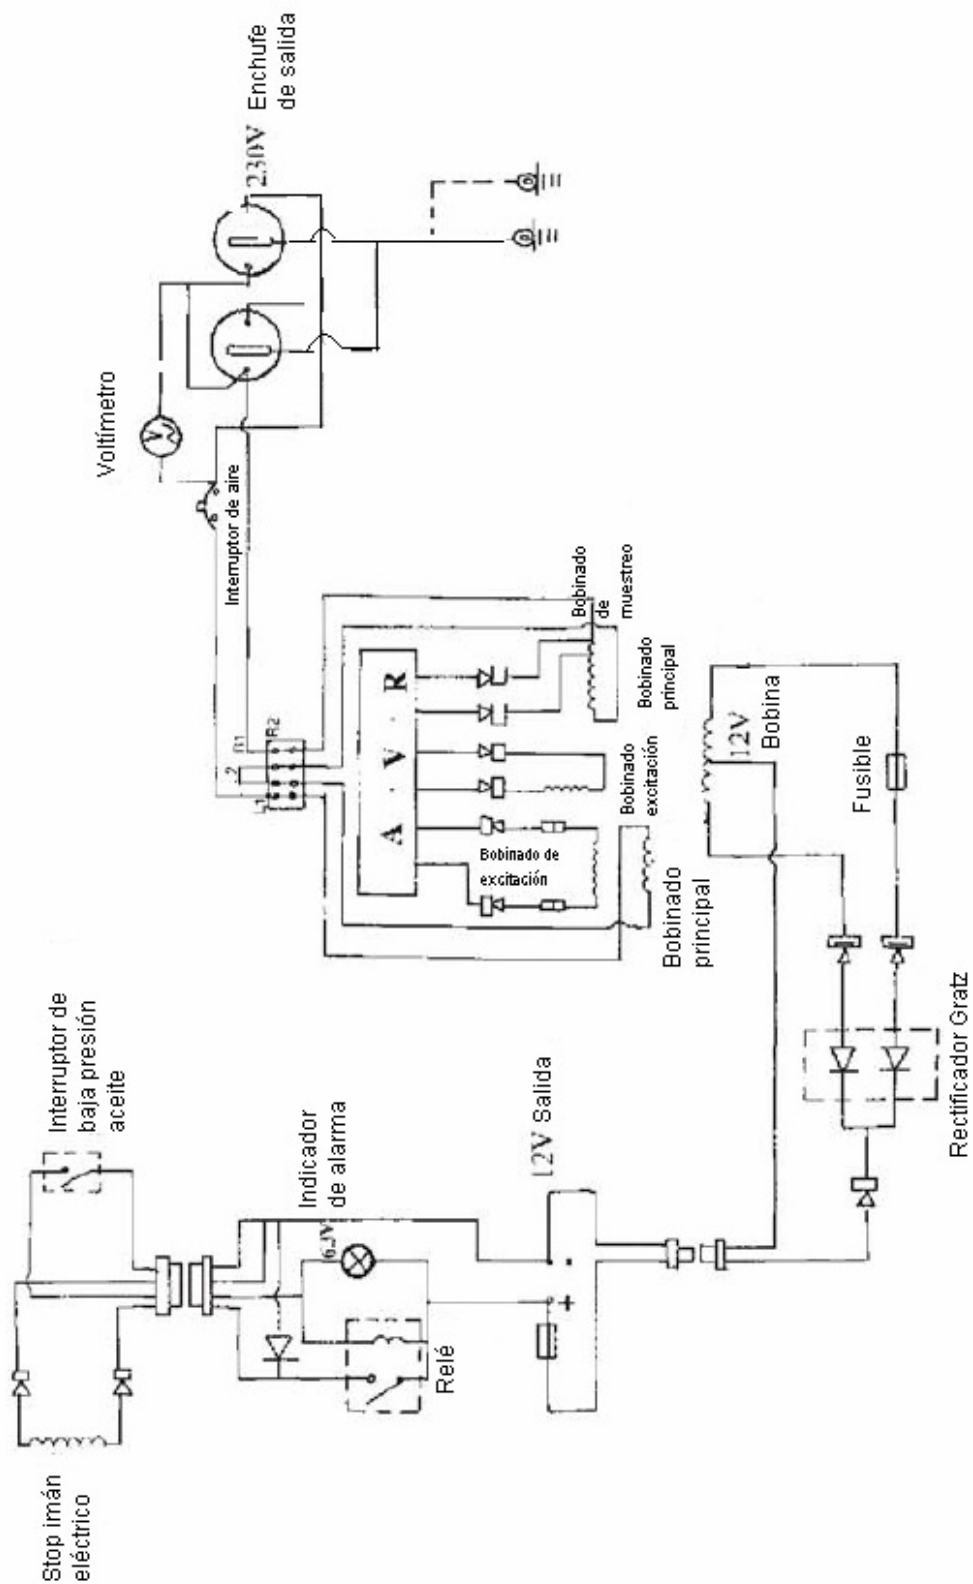 Stop imán
eléctrico
Interruptor de
baja presión
aceite
Indicador
de alarma
6.3V
Relé
12V Salida
+
-
Rectificador Gratz
Fusible
12V
Bobina
Bobinado
principal
Bobinado de
excitación
Bobinado
excitación
Bobinado
principal
Bobinado
de
muestreo
A . V . R
R1
R2
Interruptor de aire
Voltímetro
V
230V Enchufe
de salida